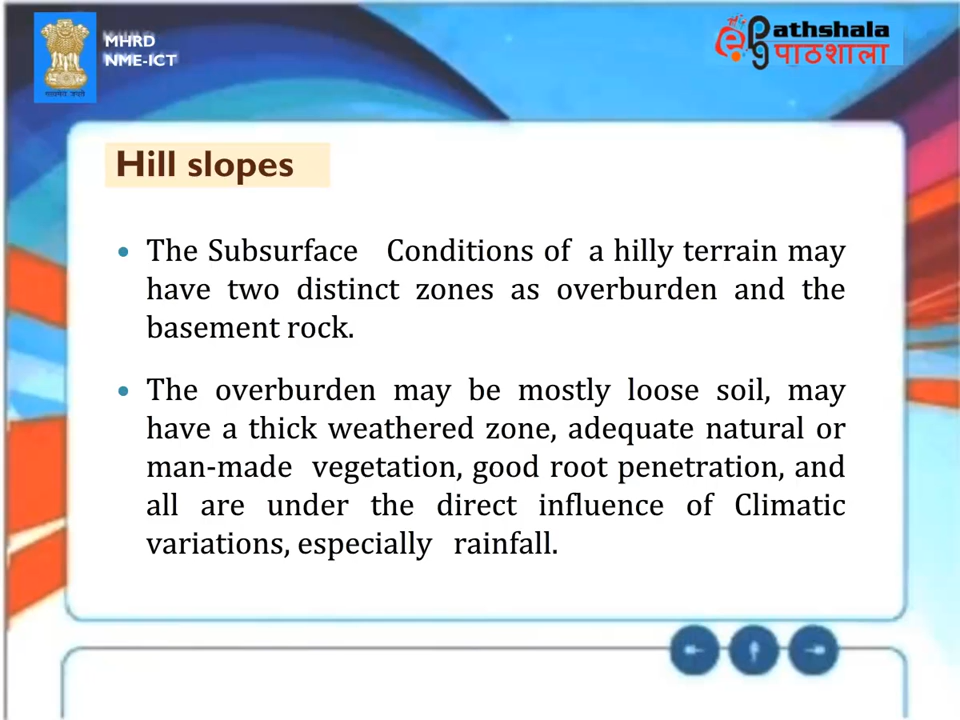 MHRD
NME-ICT
ePG athshala
पाठशाला
Hill slopes
• The Subsurface Conditions of a hilly terrain may
have two distinct zones as overburden and the
basement rock.
• The overburden may be mostly loose soil, may
have a thick weathered zone, adequate natural or
man-made vegetation, good root penetration, and
all are under the direct influence of Climatic
variations, especially rainfall.